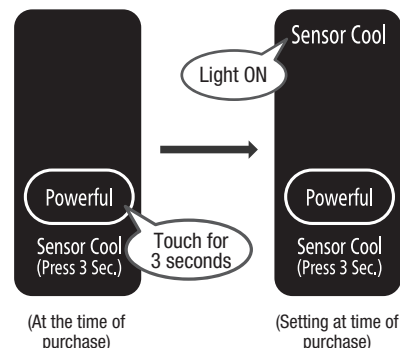 Sensor Cool
Light ON
Powerful
Sensor Cool
(Press 3 Sec.)
Touch for
3 seconds
(At the time of
purchase)
Powerful
Sensor Cool
(Press 3 Sec.)
(Setting at time of
purchase)